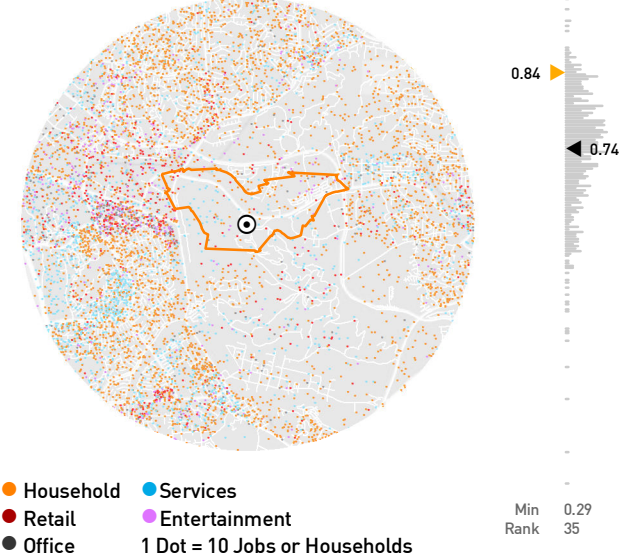 0.84
0.74
Household
Services
Retail
Entertainment
Office
1 Dot = 10 Jobs or Households
Min 0.29
Rank 35